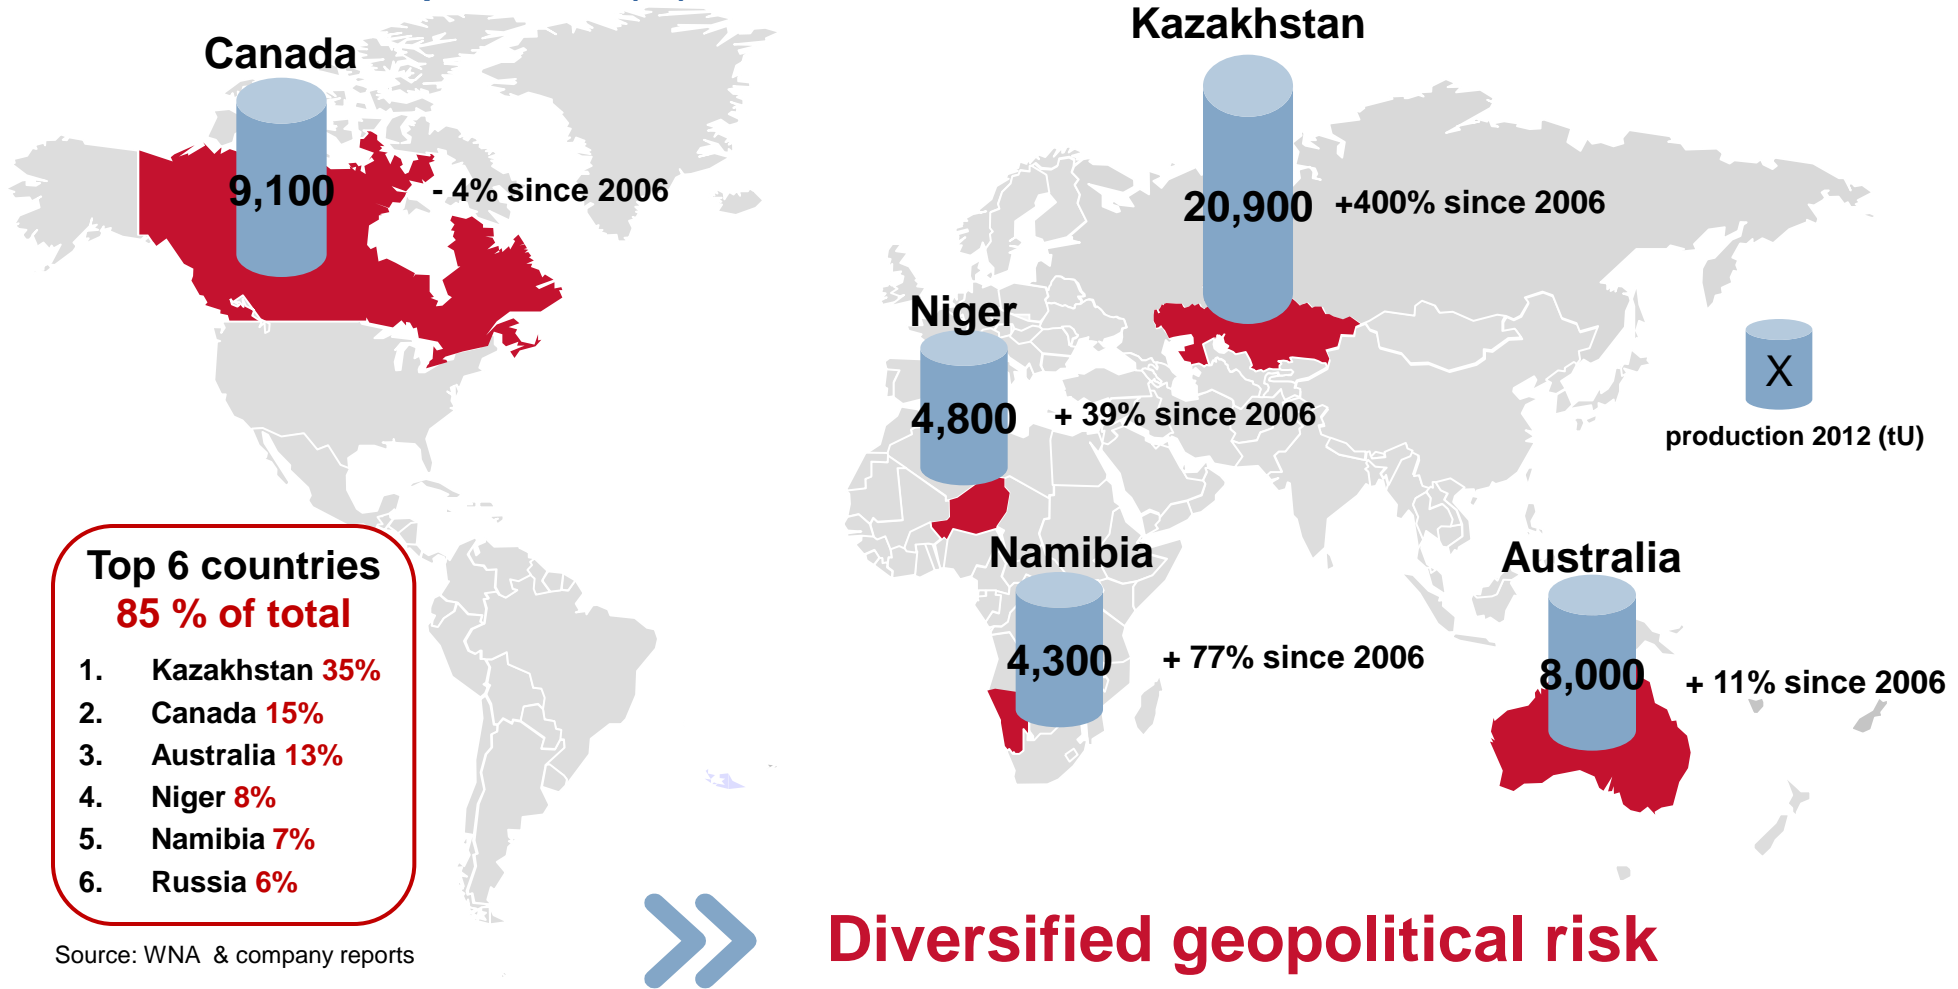 Canada
9,100
- 4% since 2006
Kazakhstan
20,900
+400% since 2006
Niger
4,800
+ 39% since 2006
X
production 2012 (tU)
Namibia
4,300
+ 77% since 2006
Australia
8,000
+ 11% since 2006
Top 6 countries
85 % of total
1. Kazakhstan 35%
2. Canada 15%
3. Australia 13%
4. Niger 8%
5. Namibia 7%
6. Russia 6%
Source: WNA & company reports
Diversified geopolitical risk